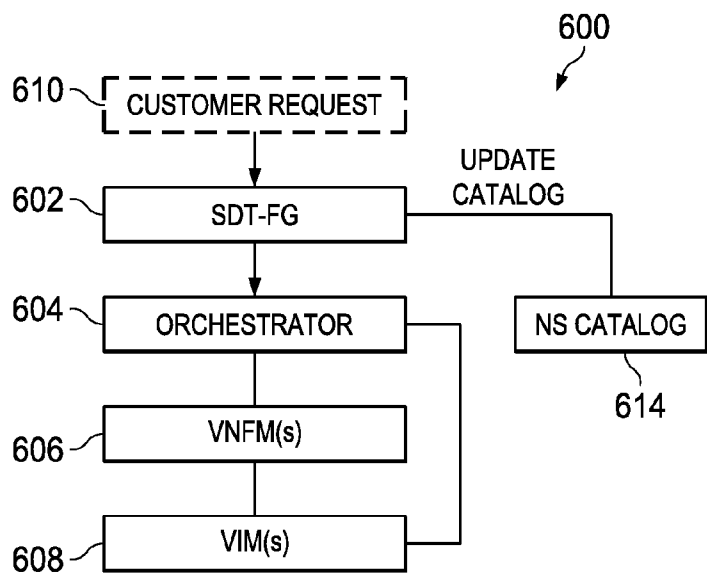 600
610
CUSTOMER REQUEST
UPDATE
CATALOG
602
SDT-FG
604
ORCHESTRATOR
NS CATALOG
614
606
VNFM(s)
608
VIM(s)